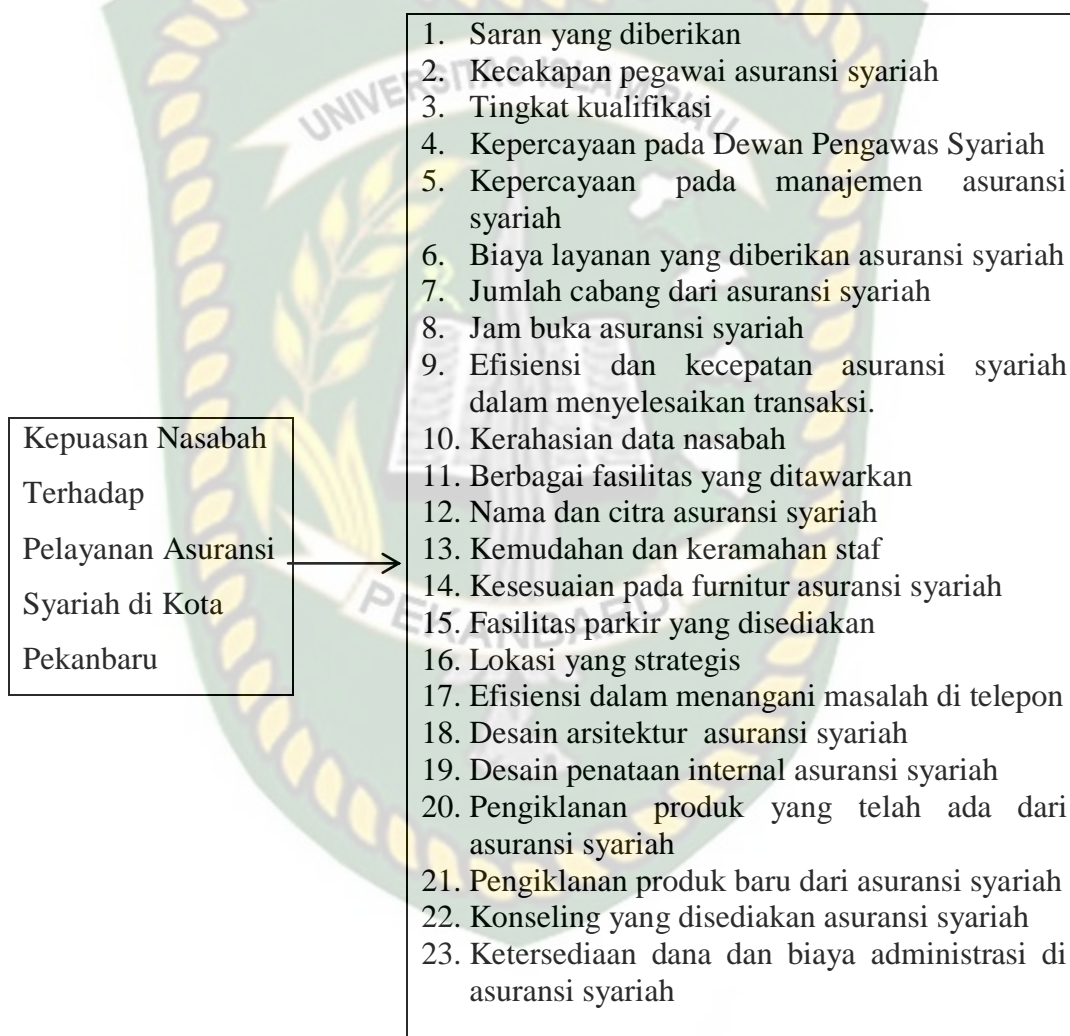 1. Saran yang diberikan
2. Kecakapan pegawai asuransi syariah
3. Tingkat kualifikasi
4. Kepercayaan pada Dewan Pengawas Syariah
5. Kepercayaan pada manajemen asuransi
syariah
6. Biaya layanan yang diberikan asuransi syariah
7. Jumlah cabang dari asuransi syariah
8. Jam buka asuransi syariah
9. Efisiensi dan kecepatan asuransi syariah
dalam menyelesaikan transaksi.
10. Kerahasian data nasabah
11. Berbagai fasilitas yang ditawarkan
12. Nama dan citra asuransi syariah
13. Kemudahan dan keramahan staf
14. Kesesuaian pada furnitur asuransi syariah
15. Fasilitas parkir yang disediakan
16. Lokasi yang strategis
17. Efisiensi dalam menangani masalah di telepon
18. Desain arsitektur asuransi syariah
19. Desain penataan internal asuransi syariah
20. Pengiklanan produk yang telah ada dari
asuransi syariah
21. Pengiklanan produk baru dari asuransi syariah
22. Konseling yang disediakan asuransi syariah
23. Ketersediaan dana dan biaya administrasi di
asuransi syariah
Kepuasan Nasabah
Terhadap
Pelayanan Asuransi
Syariah di Kota
Pekanbaru
UNIVERSITAS ISLAM RIAU
PEKANBARU